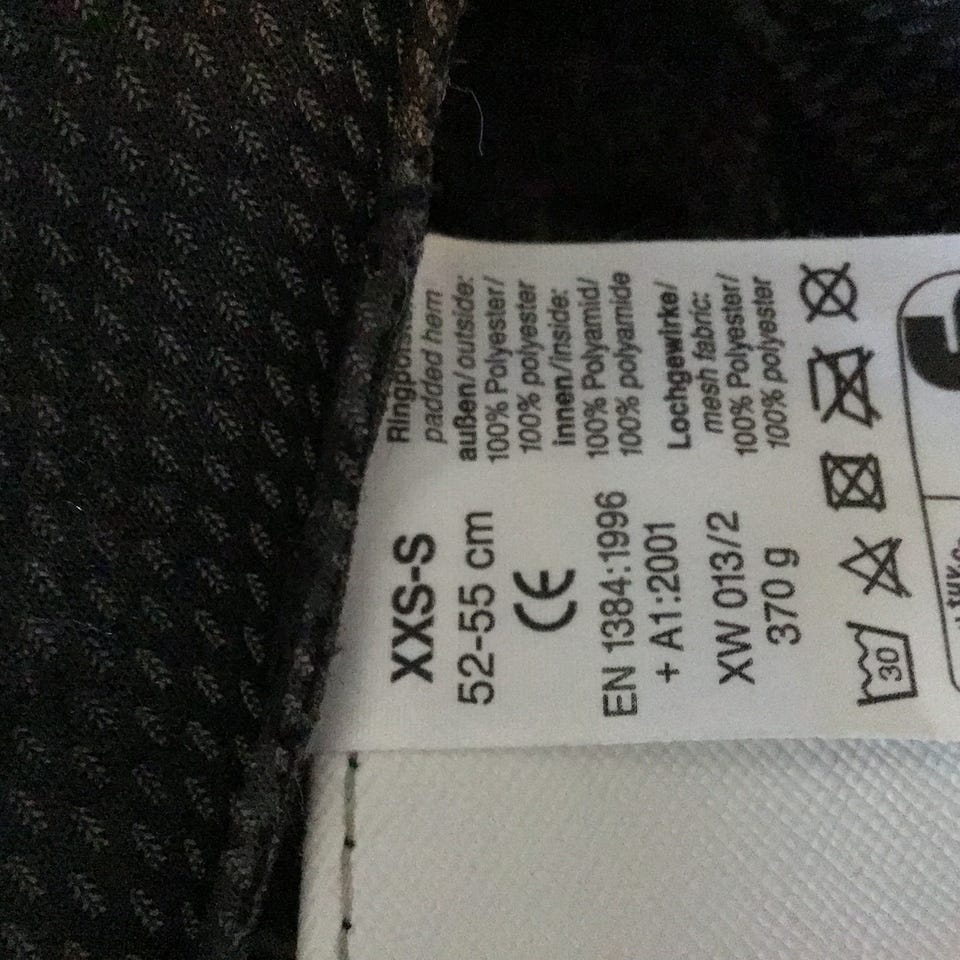 XXS-S
52-55 cm
CE
EN 1384:1996
+ A1:2001
XW 013/2
370 g
30
padded hem
außen/outside:
100% Polyester/
100% polyester
innen/inside:
100% Polyamid/
100% polyamide
Lochgewirke/
mesh fabric:
100% Polyester/
100% polyester